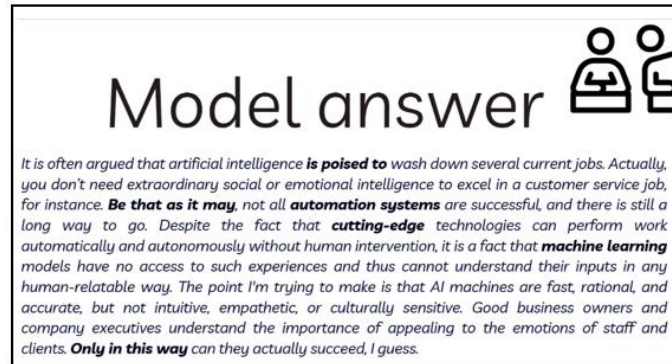 Model answer
It is often argued that artificial intelligence is poised to wash down several current jobs. Actually,
you don't need extraordinary social or emotional intelligence to excel in a customer service job,
for instance. Be that as it may, not all automation systems are successful, and there is still a
long way to go. Despite the fact that cutting-edge technologies can perform work
automatically and autonomously without human intervention, it is a fact that machine learning
models have no access to such experiences and thus cannot understand their inputs in any
human-relatable way. The point I'm trying to make is that AI machines are fast, rational, and
accurate, but not intuitive, empathetic, or culturally sensitive. Good business owners and
company executives understand the importance of appealing to the emotions of staff and
clients. Only in this way can they actually succeed, I guess.